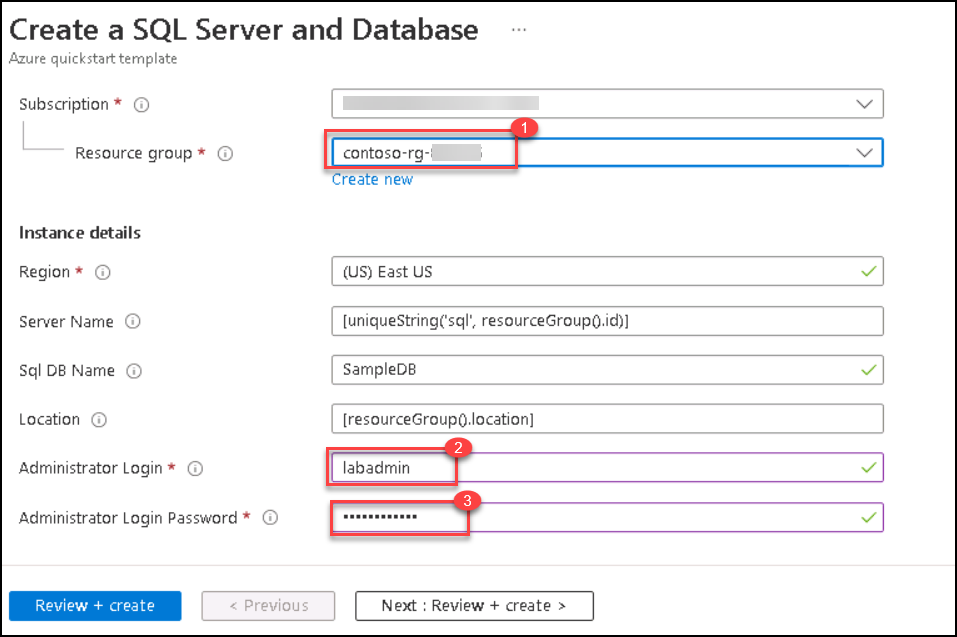 Create a SQL Server and Database ...
Azure quickstart template
Subscription *
1
Resource group * contoso-rg-
Create new
Instance details
Region * (US) East US
Server Name [uniqueString('sql', resourceGroup().id)]
Sql DB Name SampleDB
Location [resourceGroup().location]
2
Administrator Login * labadmin
3
Administrator Login Password * ••••••••••••
Review + create < Previous Next : Review + create >